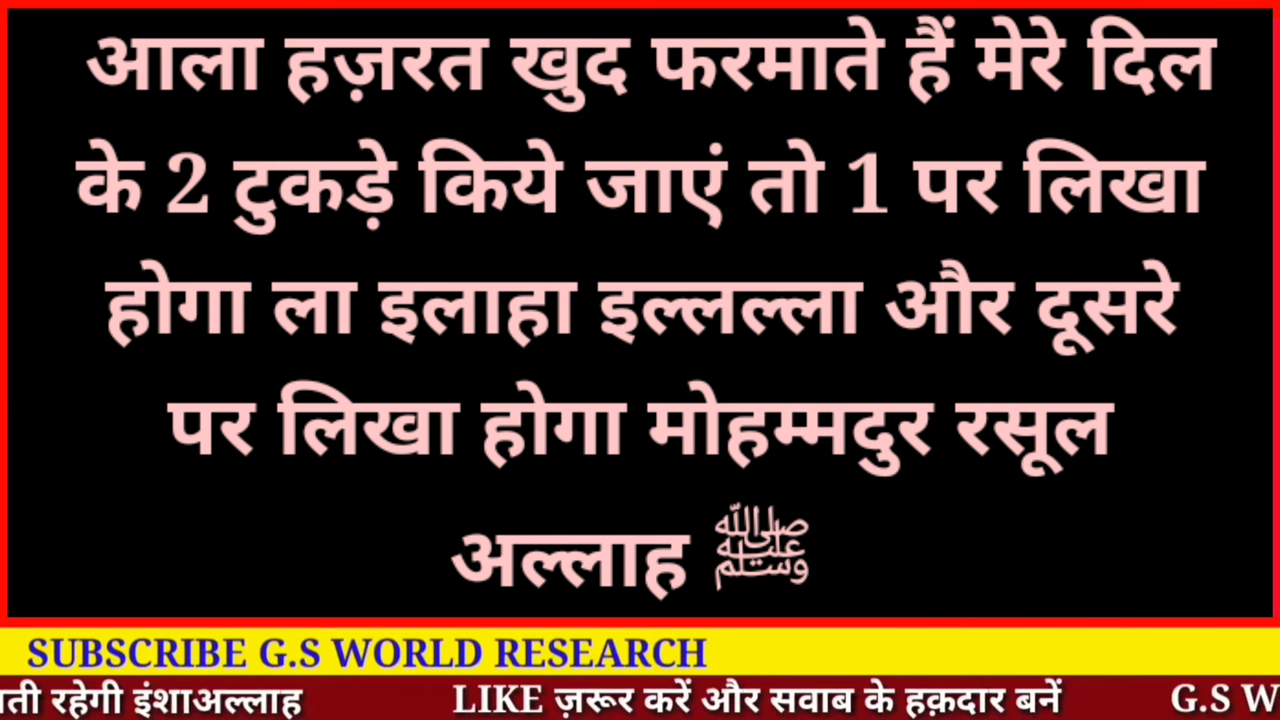 आला हज़रत खुद फरमाते हैं मेरे दिल
के 2 टुकड़े किये जाएं तो 1 पर लिखा
होगा ला इलाहा इल्लल्ला और दूसरे
पर लिखा होगा मोहम्मदुर रसूल
अल्लाह ﷺ
SUBSCRIBE G.S WORLD RESEARCH
रहेगी इंशाअल्लाह LIKE ज़रूर करें और सवाब के हक़दार बनें G.S